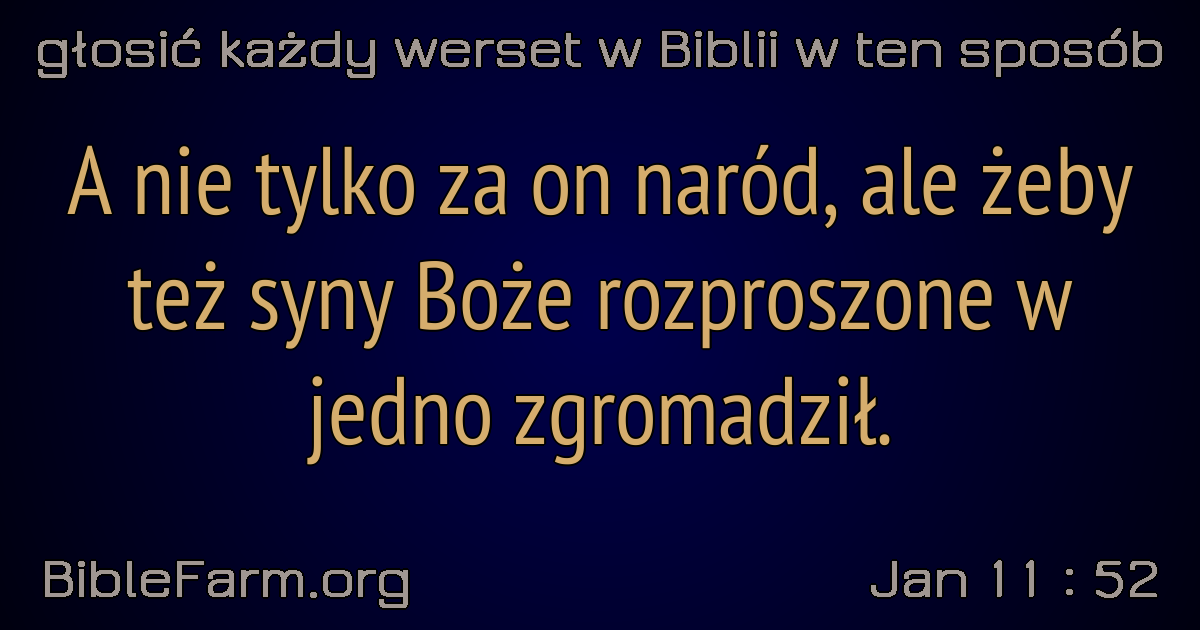 głosić każdy werset w Biblii w ten sposób
A nie tylko za on naród, ale żeby
też syny Boże rozproszone w
jedno zgromadził.
BibleFarm.org
Jan 11 : 52